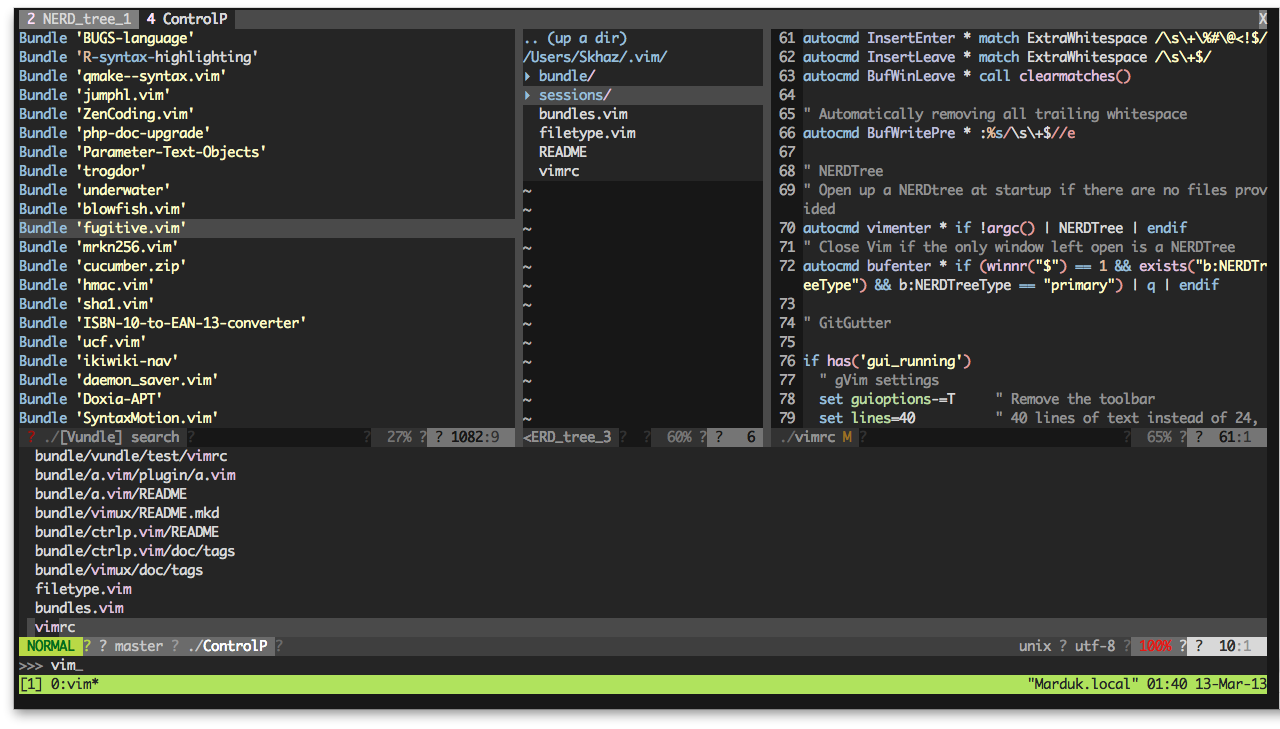 2 NERD_tree_1  4 ControlP X
Bundle 'BUGS-language'
Bundle 'R-syntax-highlighting'
Bundle 'qmake--syntax.vim'
Bundle 'jumphl.vim'
Bundle 'ZenCoding.vim'
Bundle 'php-doc-upgrade'
Bundle 'Parameter-Text-Objects'
Bundle 'trogdor'
Bundle 'underwater'
Bundle 'blowfish.vim'
Bundle 'fugitive.vim'
Bundle 'mrkn256.vim'
Bundle 'cucumber.zip'
Bundle 'hmac.vim'
Bundle 'sha1.vim'
Bundle 'ISBN-10-to-EAN-13-converter'
Bundle 'ucf.vim'
Bundle 'ikiwiki-nav'
Bundle 'daemon_saver.vim'
Bundle 'Doxia-APT'
Bundle 'SyntaxMotion.vim'
? ./[Vundle] search ? ? 27% ? ? 1082:9
.. (up a dir)
/Users/Skhaz/.vim/
▸ bundle/
▸ sessions/
bundles.vim
filetype.vim
README
vimrc
~
~
~
~
~
~
~
~
~
~
~
~
~
<ERD_tree_3 ? ? 60% ? ? 6
61 autocmd InsertEnter * match ExtraWhitespace /\s\+\%#\@<!$/
62 autocmd InsertLeave * match ExtraWhitespace /\s\+$/
63 autocmd BufWinLeave * call clearmatches()
64
65 " Automatically removing all trailing whitespace
66 autocmd BufWritePre * :%s/\s\+$//e
67
68 " NERDTree
69 " Open up a NERDtree at startup if there are no files prov
ided
70 autocmd vimenter * if !argc() | NERDTree | endif
71 " Close Vim if the only window left open is a NERDTree
72 autocmd bufenter * if (winnr("$") == 1 && exists("b:NERDTr
eeType") && b:NERDTreeType == "primary") | q | endif
73
74 " GitGutter
75
76 if has('gui_running')
77 " gVim settings
78 set guioptions-=T " Remove the toolbar
79 set lines=40 " 40 lines of text instead of 24,
./vimrc M ? ? 65% ? ? 61:1
bundle/vundle/test/vimrc
bundle/a.vim/plugin/a.vim
bundle/a.vim/README
bundle/vimux/README.mkd
bundle/ctrlp.vim/README
bundle/ctrlp.vim/doc/tags
bundle/vimux/doc/tags
filetype.vim
bundles.vim
vimrc
NORMAL ? ? master ? ./ControlP ? unix ? utf-8 ? 100% ? ? 10:1
>>> vim_
[1] 0:vim* "Marduk.local" 01:40 13-Mar-13